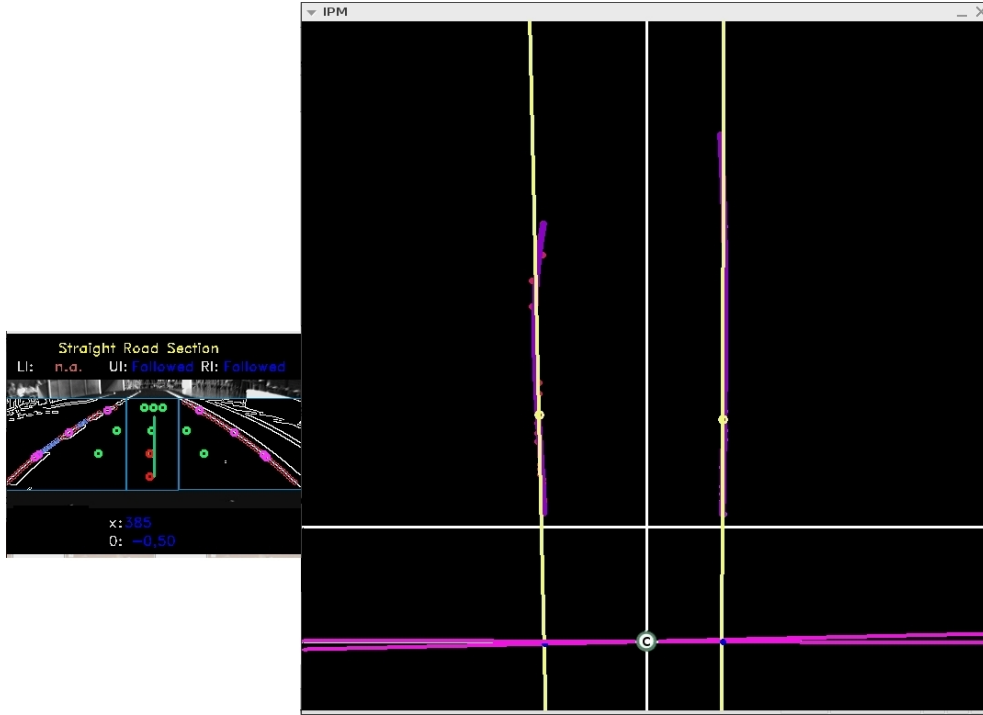 IPM
Straight Road Section
LI: n.a. UI: Followed RI: Followed
x: 385
0: -0,50
C